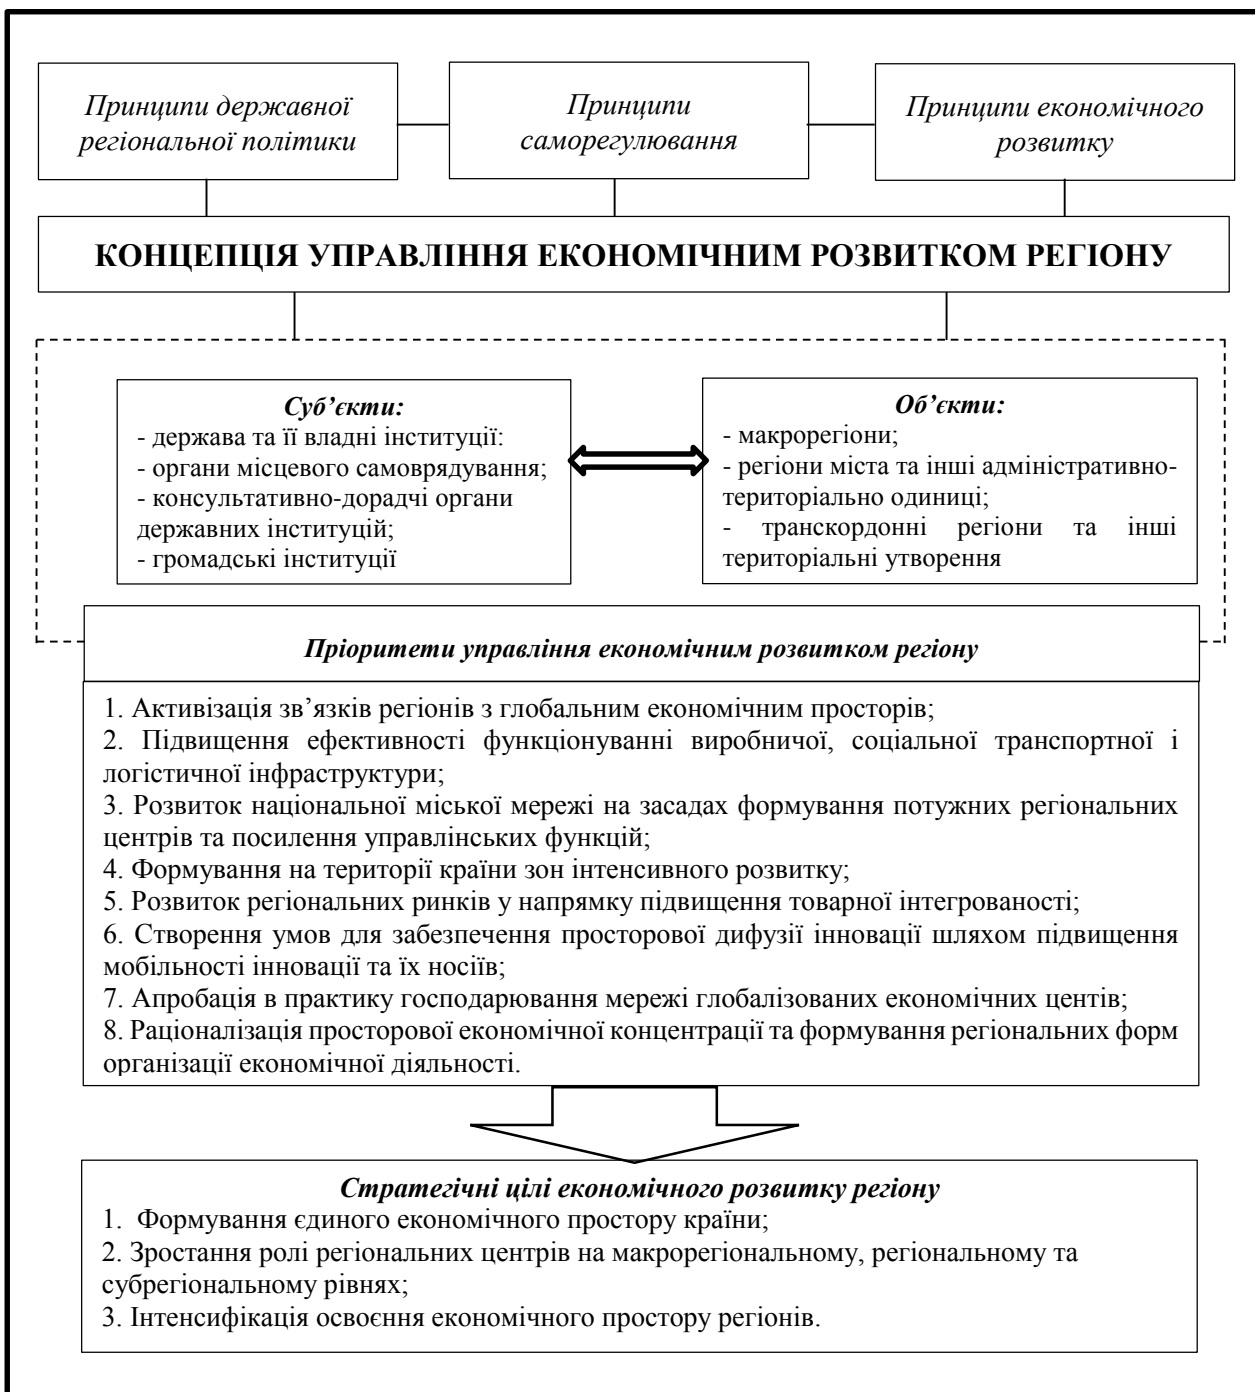 Принципи державної
регіональної політики
Принципи
саморегулювання
Принципи економічного
розвитку
КОНЦЕПЦІЯ УПРАВЛІННЯ ЕКОНОМІЧНИМ РОЗВИТКОМ РЕГІОНУ
Суб’єкти:
- держава та її владні інституції:
- органи місцевого самоврядування;
- консультативно-дорадчі органи
державних інституцій;
- громадські інституції
Об’єкти:
- макрорегіони;
- регіони міста та інші адміністративно-
територіально одиниці;
- транскордонні регіони та інші
територіальні утворення
Пріоритети управління економічним розвитком регіону
1. Активізація зв’язків регіонів з глобальним економічним просторів;
2. Підвищення ефективності функціонуванні виробничої, соціальної транспортної і
логістичної інфраструктури;
3. Розвиток національної міської мережі на засадах формування потужних регіональних
центрів та посилення управлінських функцій;
4. Формування на території країни зон інтенсивного розвитку;
5. Розвиток регіональних ринків у напрямку підвищення товарної інтегрованості;
6. Створення умов для забезпечення просторової дифузії інновації шляхом підвищення
мобільності інновації та їх носіїв;
7. Апробація в практику господарювання мережі глобалізованих економічних центів;
8. Раціоналізація просторової економічної концентрації та формування регіональних форм
організації економічної діяльності.
Стратегічні цілі економічного розвитку регіону
1. Формування єдиного економічного простору країни;
2. Зростання ролі регіональних центрів на макрорегіональному, регіональному та
субрегіональному рівнях;
3. Інтенсифікація освоєння економічного простору регіонів.